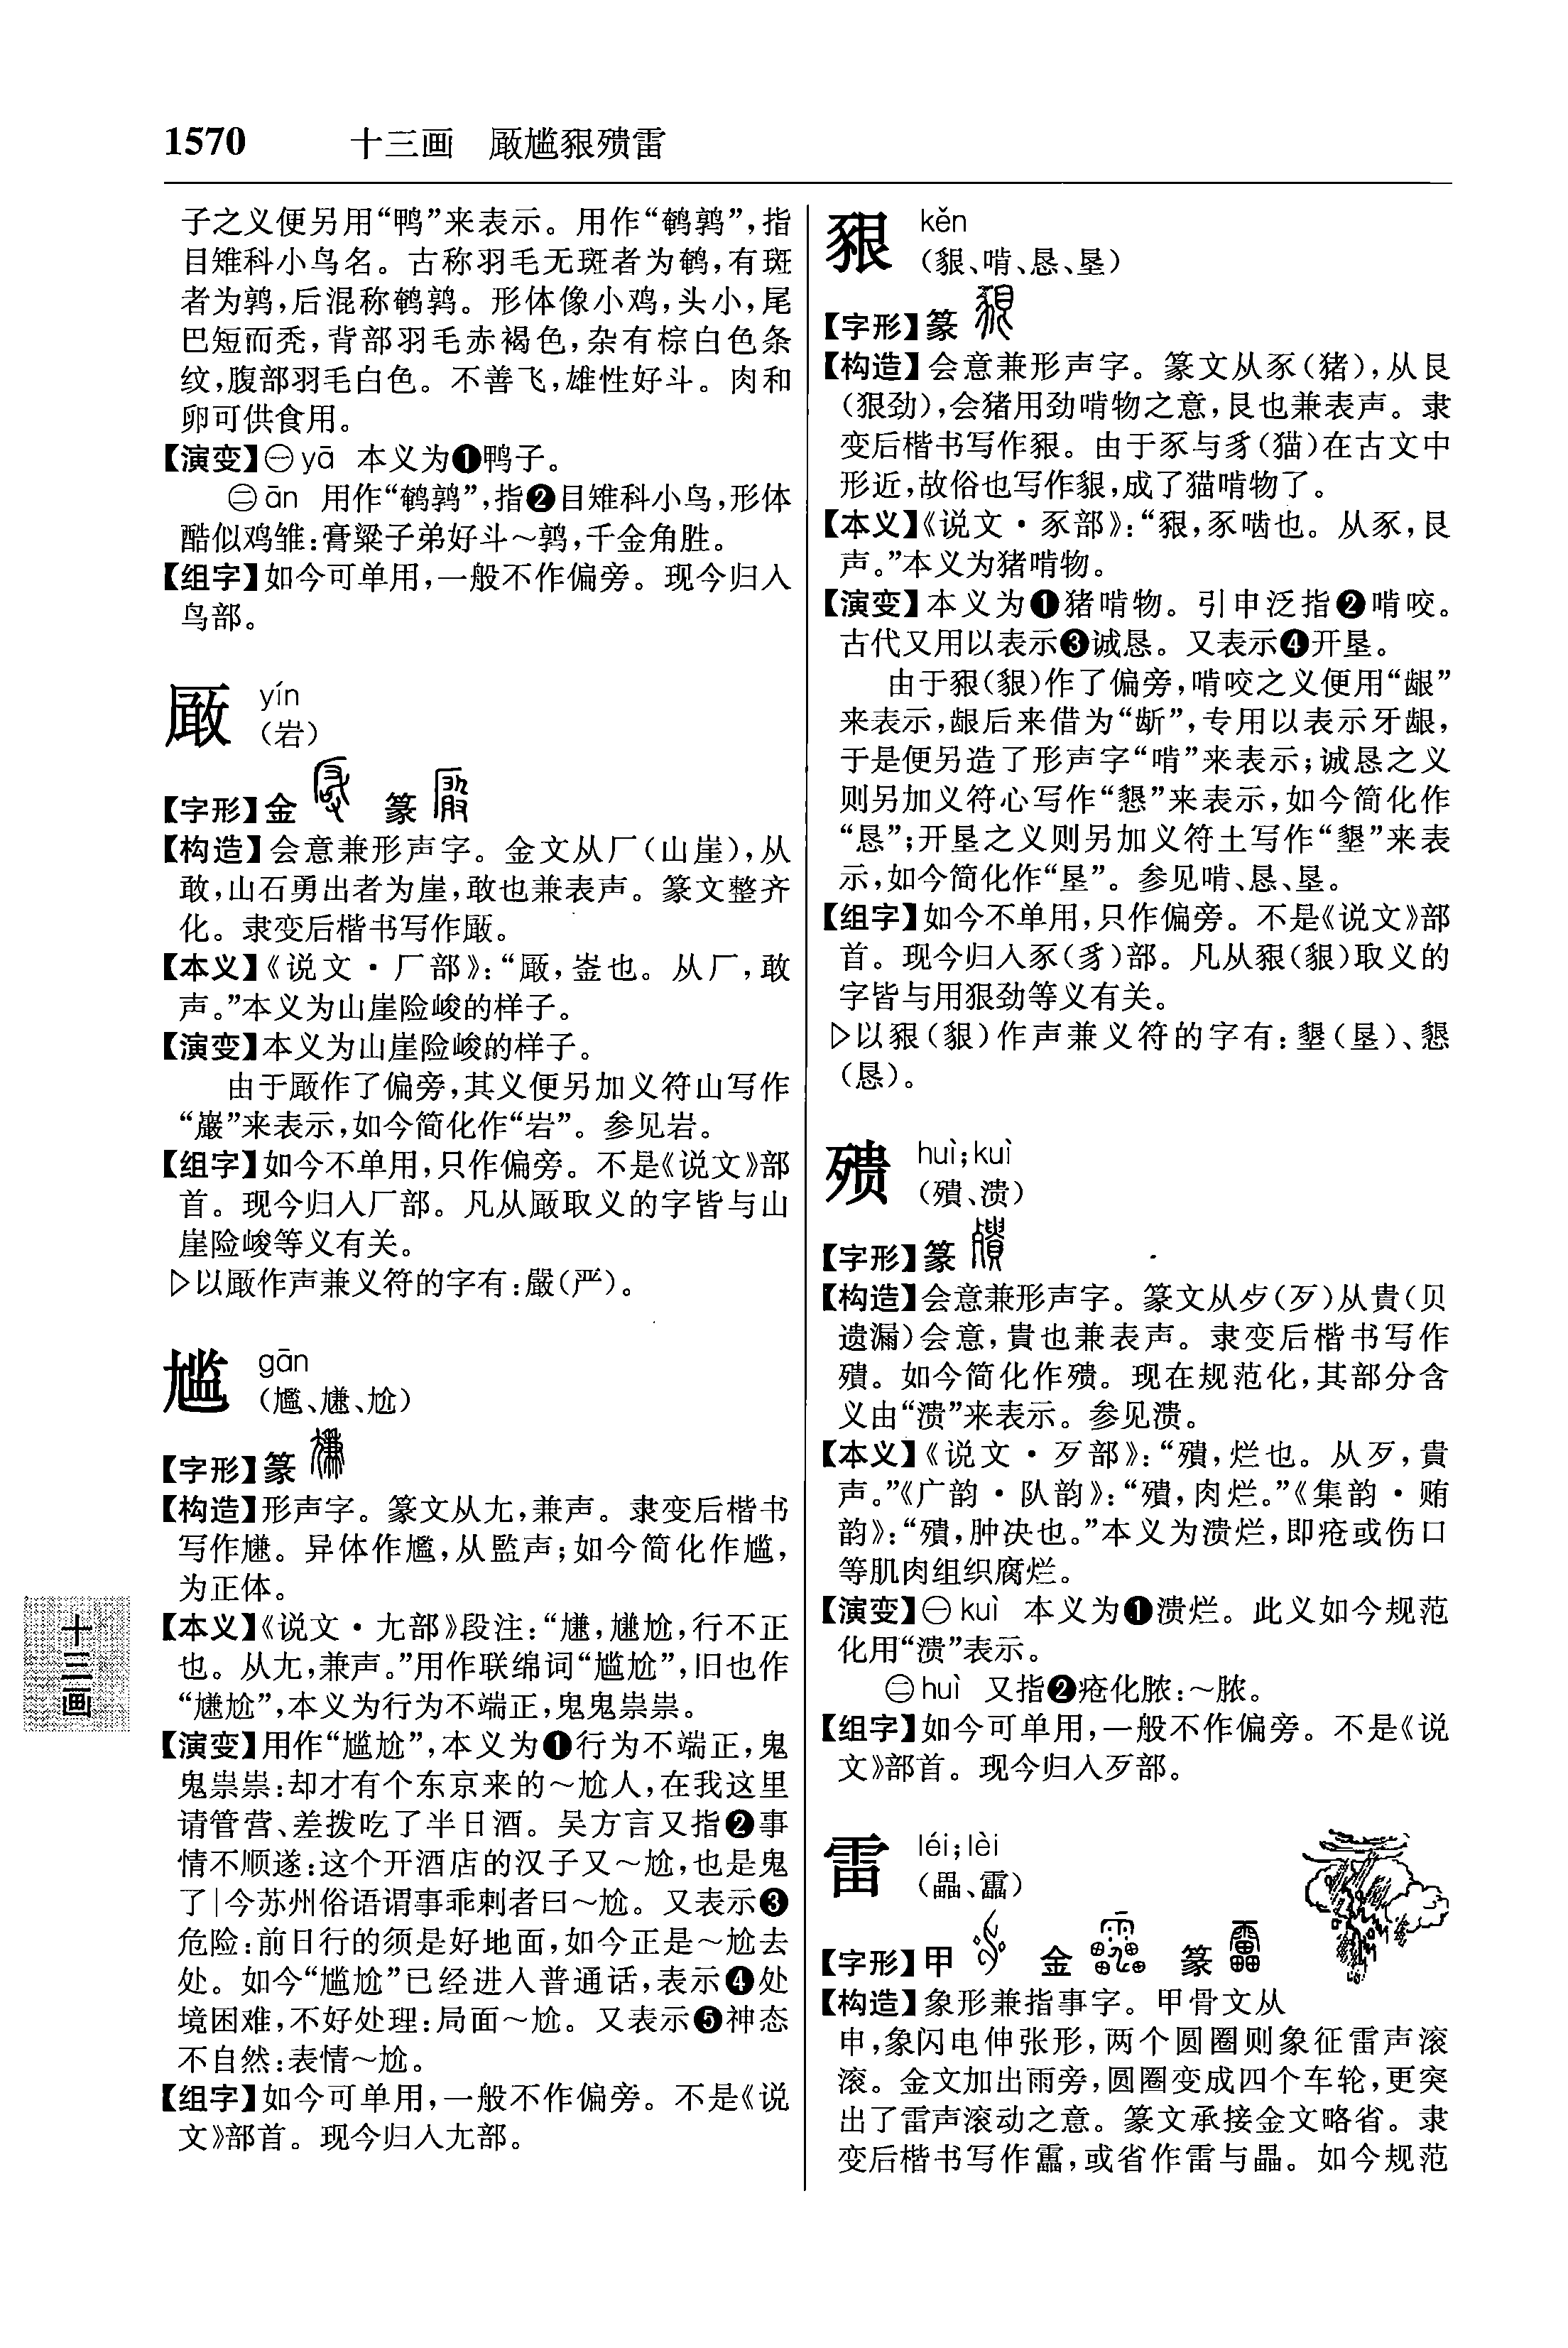 1570 十三画 厰尴豤㱮雷
子之义便另用“鸭”来表示。用作“鹌鹑”,指
目雉科小鸟名。古称羽毛无斑者为鹌,有斑
者为鹑,后混称鹌鹑。形体像小鸡,头小,尾
巴短而秃,背部羽毛赤褐色,杂有棕白色条
纹,腹部羽毛白色。不善飞,雄性好斗。肉和
卵可供食用。
【演变】㊀yā 本义为❶鸭子。
㊁ān 用作“鹌鹑”,指❷目雉科小鸟,形体
酷似鸡雏:膏粱子弟好斗~鹑,千金角胜。
【组字】如今可单用,一般不作偏旁。现今归入
鸟部。
厰 yín
(岩)
【字形】金 篆
【构造】会意兼形声字。金文从厂(山崖),从
敢,山石勇出者为崖,敢也兼表声。篆文整齐
化。隶变后楷书写作厰。
【本义】《说文·厂部》:“厰,崟也。从厂,敢
声。”本义为山崖险峻的样子。
【演变】本义为山崖险峻的样子。
由于厰作了偏旁,其义便另加义符山写作
“巖”来表示,如今简化作“岩”。参见岩。
【组字】如今不单用,只作偏旁。不是《说文》部
首。现今归入厂部。凡从厰取义的字皆与山
崖险峻等义有关。
▷以厰作声兼义符的字有:嚴(严)。
尴 gān
(尷、尲、尬)
【字形】篆
【构造】形声字。篆文从尢,兼声。隶变后楷书
写作尲。异体作尷,从監声;如今简化作尴,
为正体。
【本义】《说文·尢部》段注:“尲,尲尬,行不正
也。从尢,兼声。”用作联绵词“尴尬”,旧也作
“尲尬”,本义为行为不端正,鬼鬼祟祟。
【演变】用作“尴尬”,本义为❶行为不端正,鬼
鬼祟祟:却才有个东京来的~尬人,在我这里
请管营、差拨吃了半日酒。吴方言又指❷事
情不顺遂:这个开酒店的汉子又~尬,也是鬼
了|今苏州俗语谓事乖剌者曰~尬。又表示❸
危险:前日行的须是好地面,如今正是~尬去
处。如今“尴尬”已经进入普通话,表示❹处
境困难,不好处理:局面~尬。又表示❺神态
不自然:表情~尬。
【组字】如今可单用,一般不作偏旁。不是《说
文》部首。现今归入尢部。
豤 kěn
(貇、啃、恳、垦)
【字形】篆
【构造】会意兼形声字。篆文从豕(猪),从艮
(狠劲),会猪用劲啃物之意,艮也兼表声。隶
变后楷书写作豤。由于豕与豸(猫)在古文中
形近,故俗也写作貇,成了猫啃物了。
【本义】《说文·豕部》:“豤,豕啮也。从豕,艮
声。”本义为猪啃物。
【演变】本义为❶猪啃物。引申泛指❷啃咬。
古代又用以表示❸诚恳。又表示❹开垦。
由于豤(貇)作了偏旁,啃咬之义便用“龈”
来表示,龈后来借为“龂”,专用以表示牙龈,
于是便另造了形声字“啃”来表示;诚恳之义
则另加义符心写作“懇”来表示,如今简化作
“恳”;开垦之义则另加义符土写作“墾”来表
示,如今简化作“垦”。参见啃、恳、垦。
【组字】如今不单用,只作偏旁。不是《说文》部
首。现今归入豕(豸)部。凡从豤(貇)取义的
字皆与用狠劲等义有关。
▷以豤(貇)作声兼义符的字有:墾(垦)、懇
(恳)。
㱮 huì;kuì
(殨、溃)
【字形】篆
【构造】会意兼形声字。篆文从歺(歹)从貴(贝
遗漏)会意,貴也兼表声。隶变后楷书写作
殨。如今简化作㱮。现在规范化,其部分含
义由“溃”来表示。参见溃。
【本义】《说文·歹部》:“殨,烂也。从歹,貴
声。”《广韵·队韵》:“殨,肉烂。”《集韵·贿
韵》:“殨,肿决也。”本义为溃烂,即疮或伤口
等肌肉组织腐烂。
【演变】㊀kuì 本义为❶溃烂。此义如今规范
化用“溃”表示。
㊁huì 又指❷疮化脓:~脓。
【组字】如今可单用,一般不作偏旁。不是《说
文》部首。现今归入歹部。
雷 léi;lèi
(畾、靁)
【字形】甲 金 篆
【构造】象形兼指事字。甲骨文从
申,象闪电伸张形,两个圆圈则象征雷声滚
滚。金文加出雨旁,圆圈变成四个车轮,更突
出了雷声滚动之意。篆文承接金文略省。隶
变后楷书写作靁,或省作雷与畾。如今规范
十三画